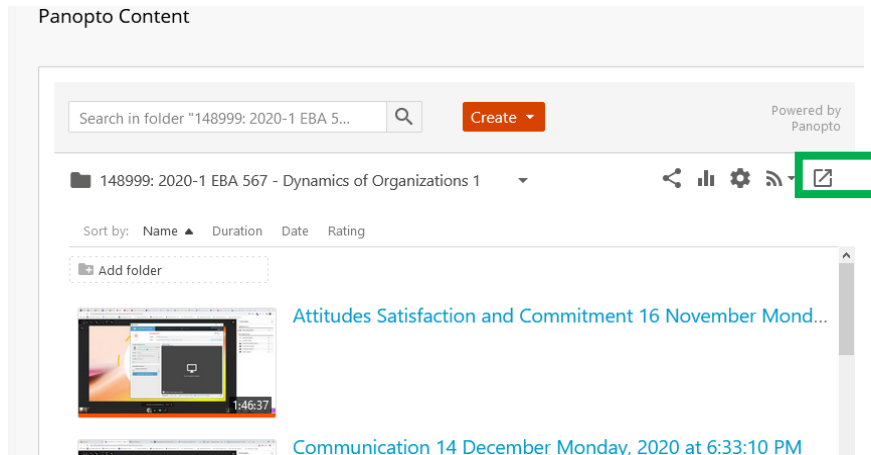 Panopto Content
Search in folder "148999: 2020-1 EBA 5...
Create
Powered by
Panopto
148999: 2020-1 EBA 567 - Dynamics of Organizations 1
Sort by: Name Duration Date Rating
Add folder
Attitudes Satisfaction and Commitment 16 November Mond...
1:46:37
Communication 14 December Monday, 2020 at 6:33:10 PM